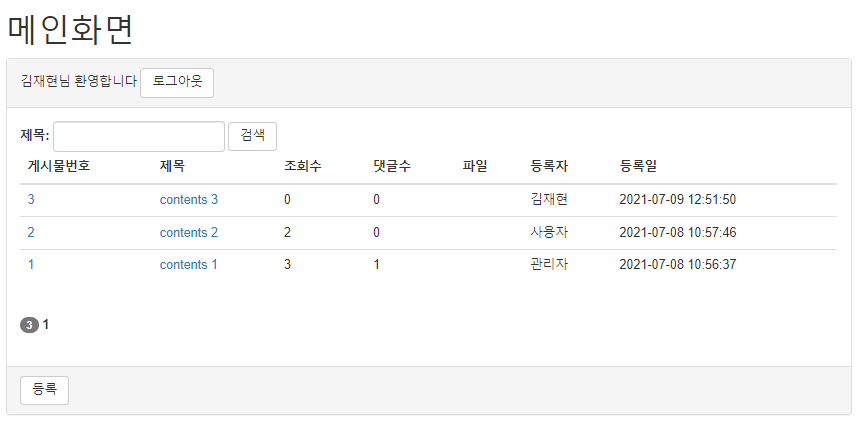 메인화면
김재현님 환영합니다 로그아웃
제목: 검색
게시물번호 제목 조회수 댓글수 파일 등록자 등록일
3 contents 3 0 0 김재현 2021-07-09 12:51:50
2 contents 2 2 0 사용자 2021-07-08 10:57:46
1 contents 1 3 1 관리자 2021-07-08 10:56:37
3 1
등록